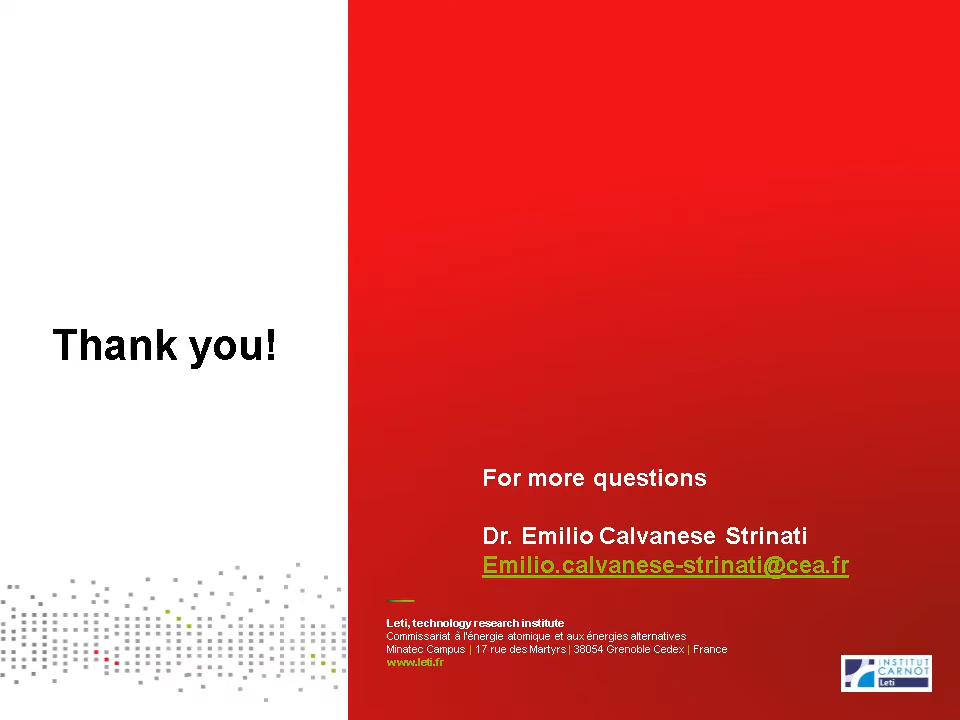 Thank you!
For more questions
Dr. Emilio Calvanese Strinati
Emilio.calvanese-strinati@cea.fr
Leti, technology research institute
Commissariat à l'énergie atomique et aux énergies alternatives
Minatec Campus | 17 rue des Martyrs | 38054 Grenoble Cedex | France
www.leti.fr
INSTITUT
CARNOT
Leti